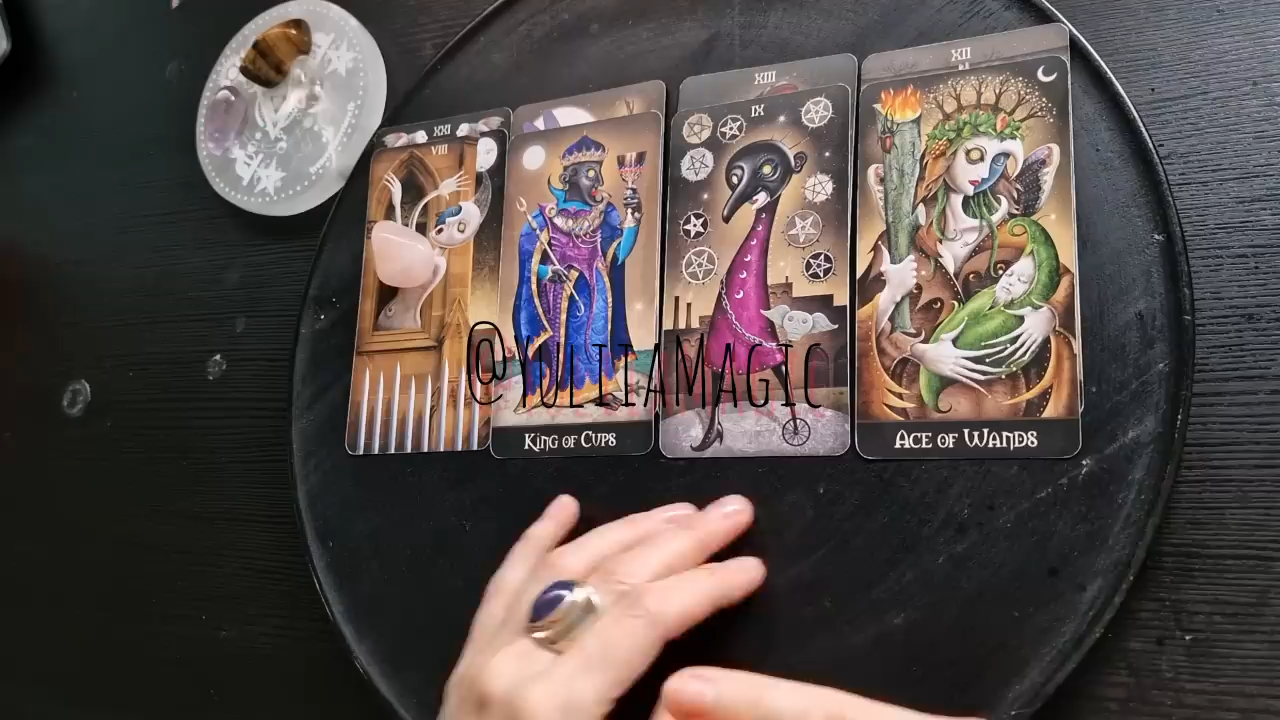 XXI
VIII
KING OF CUPS
XIII
IX
XII
ACE OF WANDS
@YULIIAMAGIC